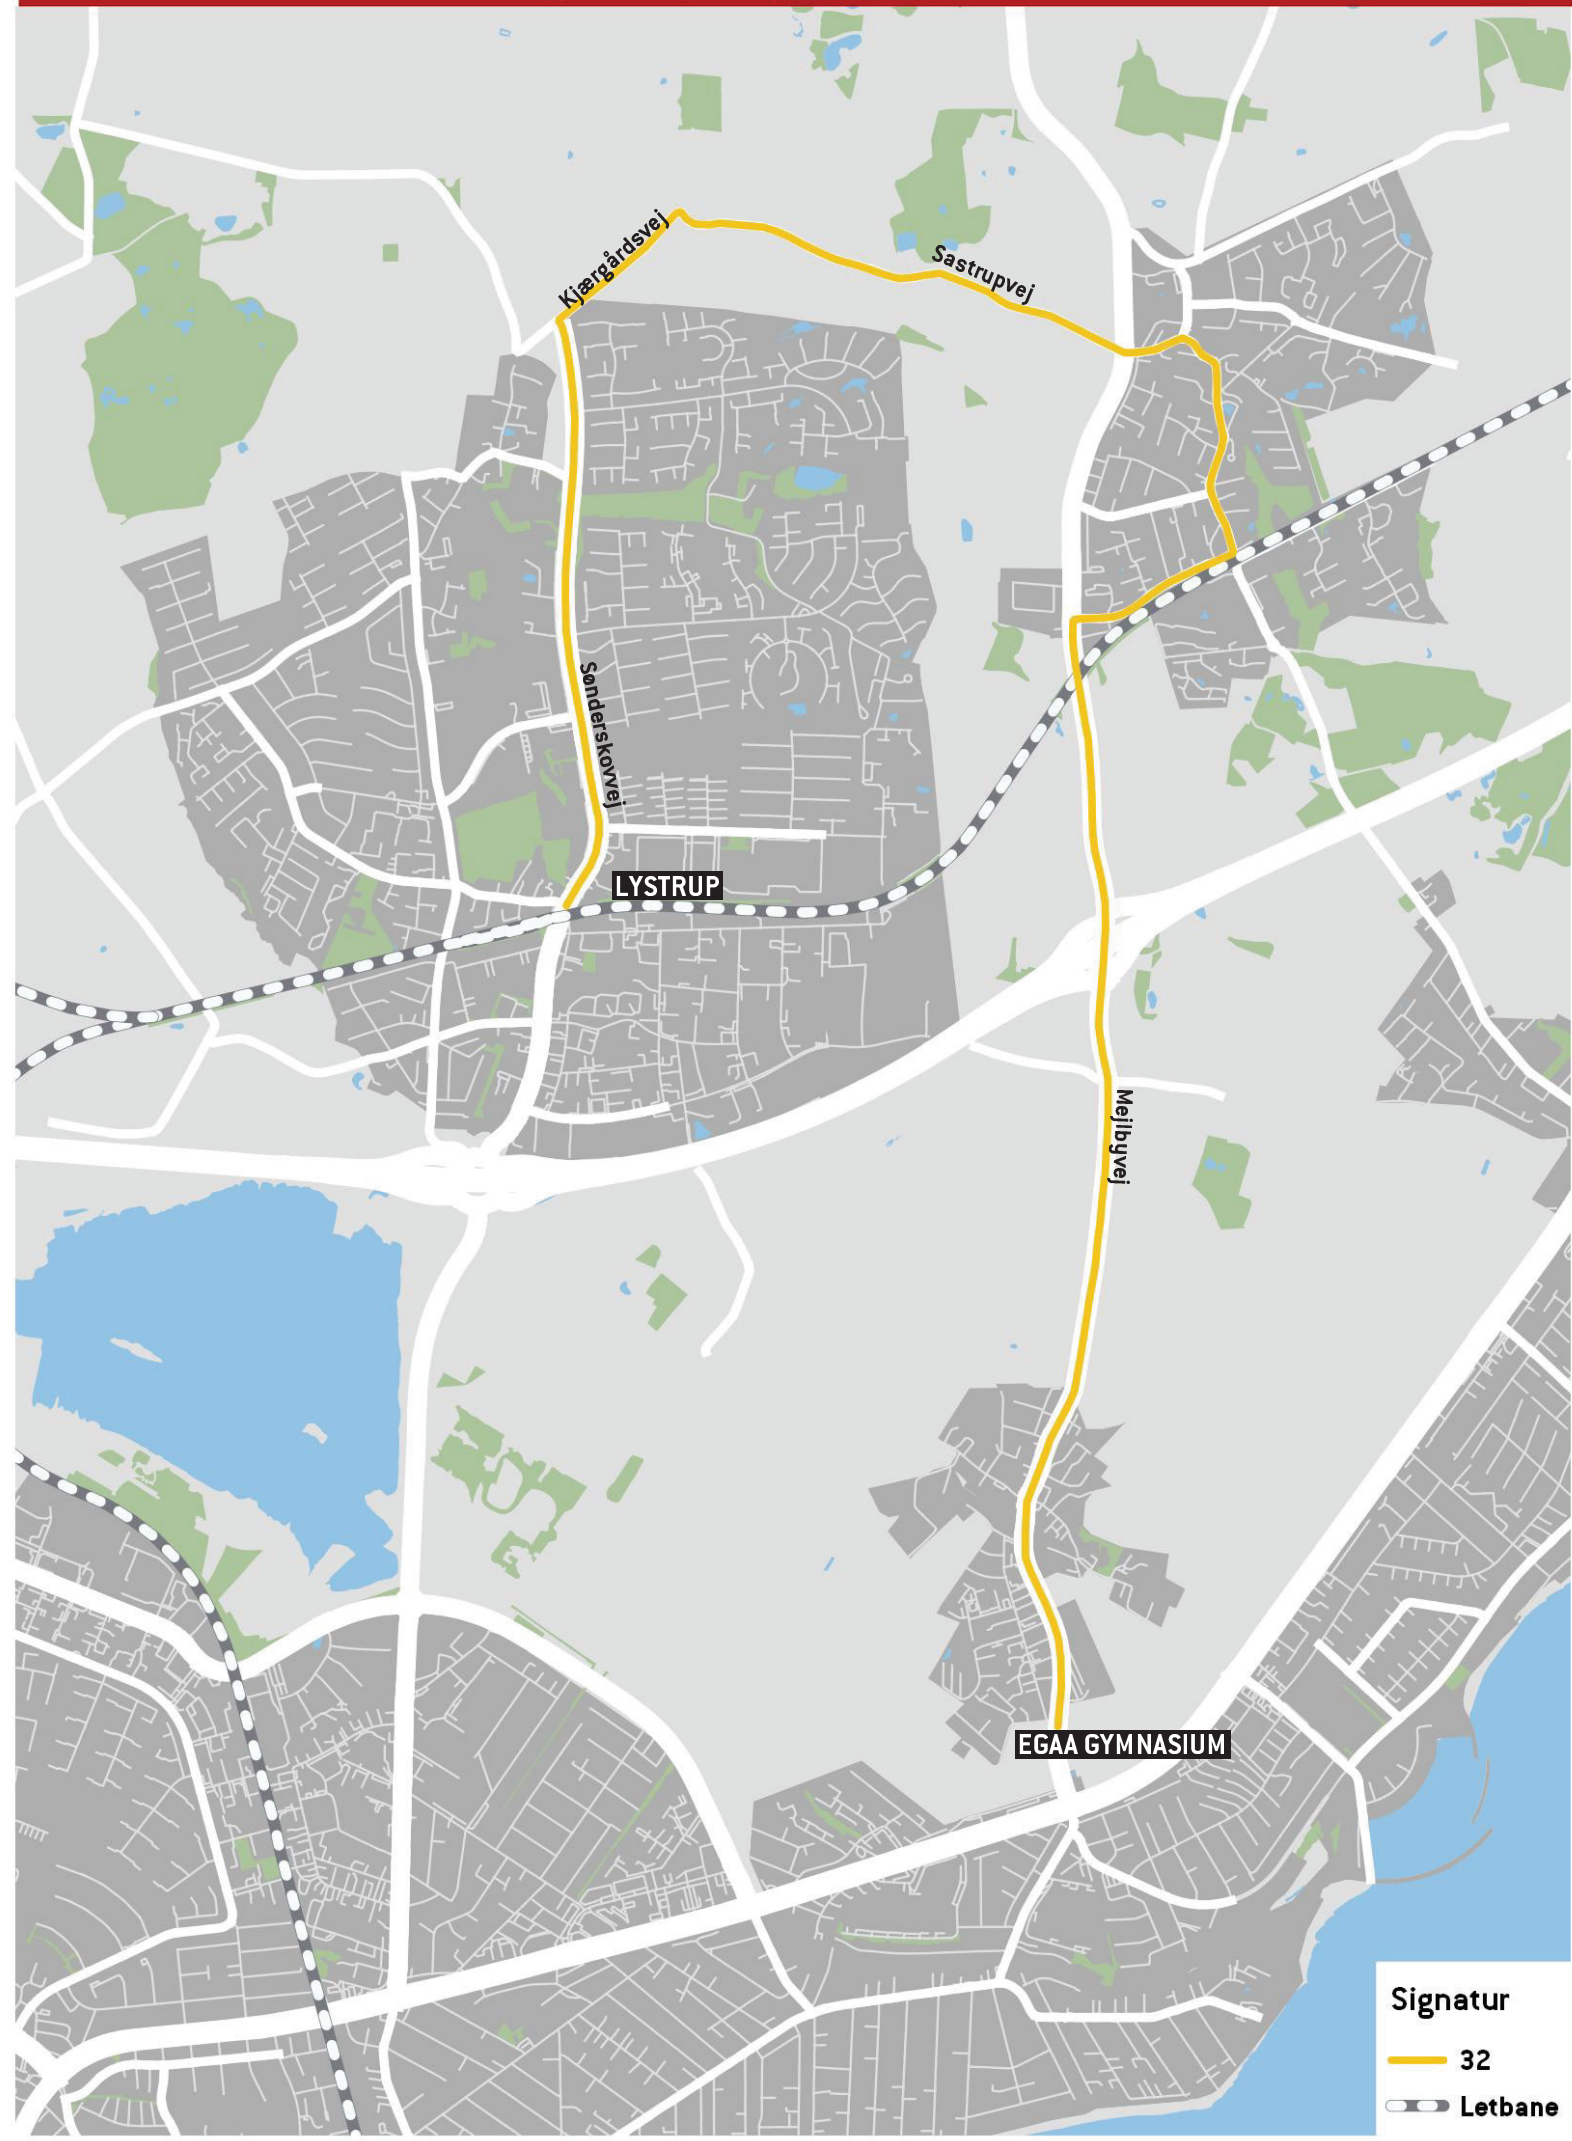 Kjærgårdsvej
Sastrupvej
Sønderskovvej
LYSTRUP
Mejlbyvej
EGAA GYMNASIUM
Signatur
32
Letbane